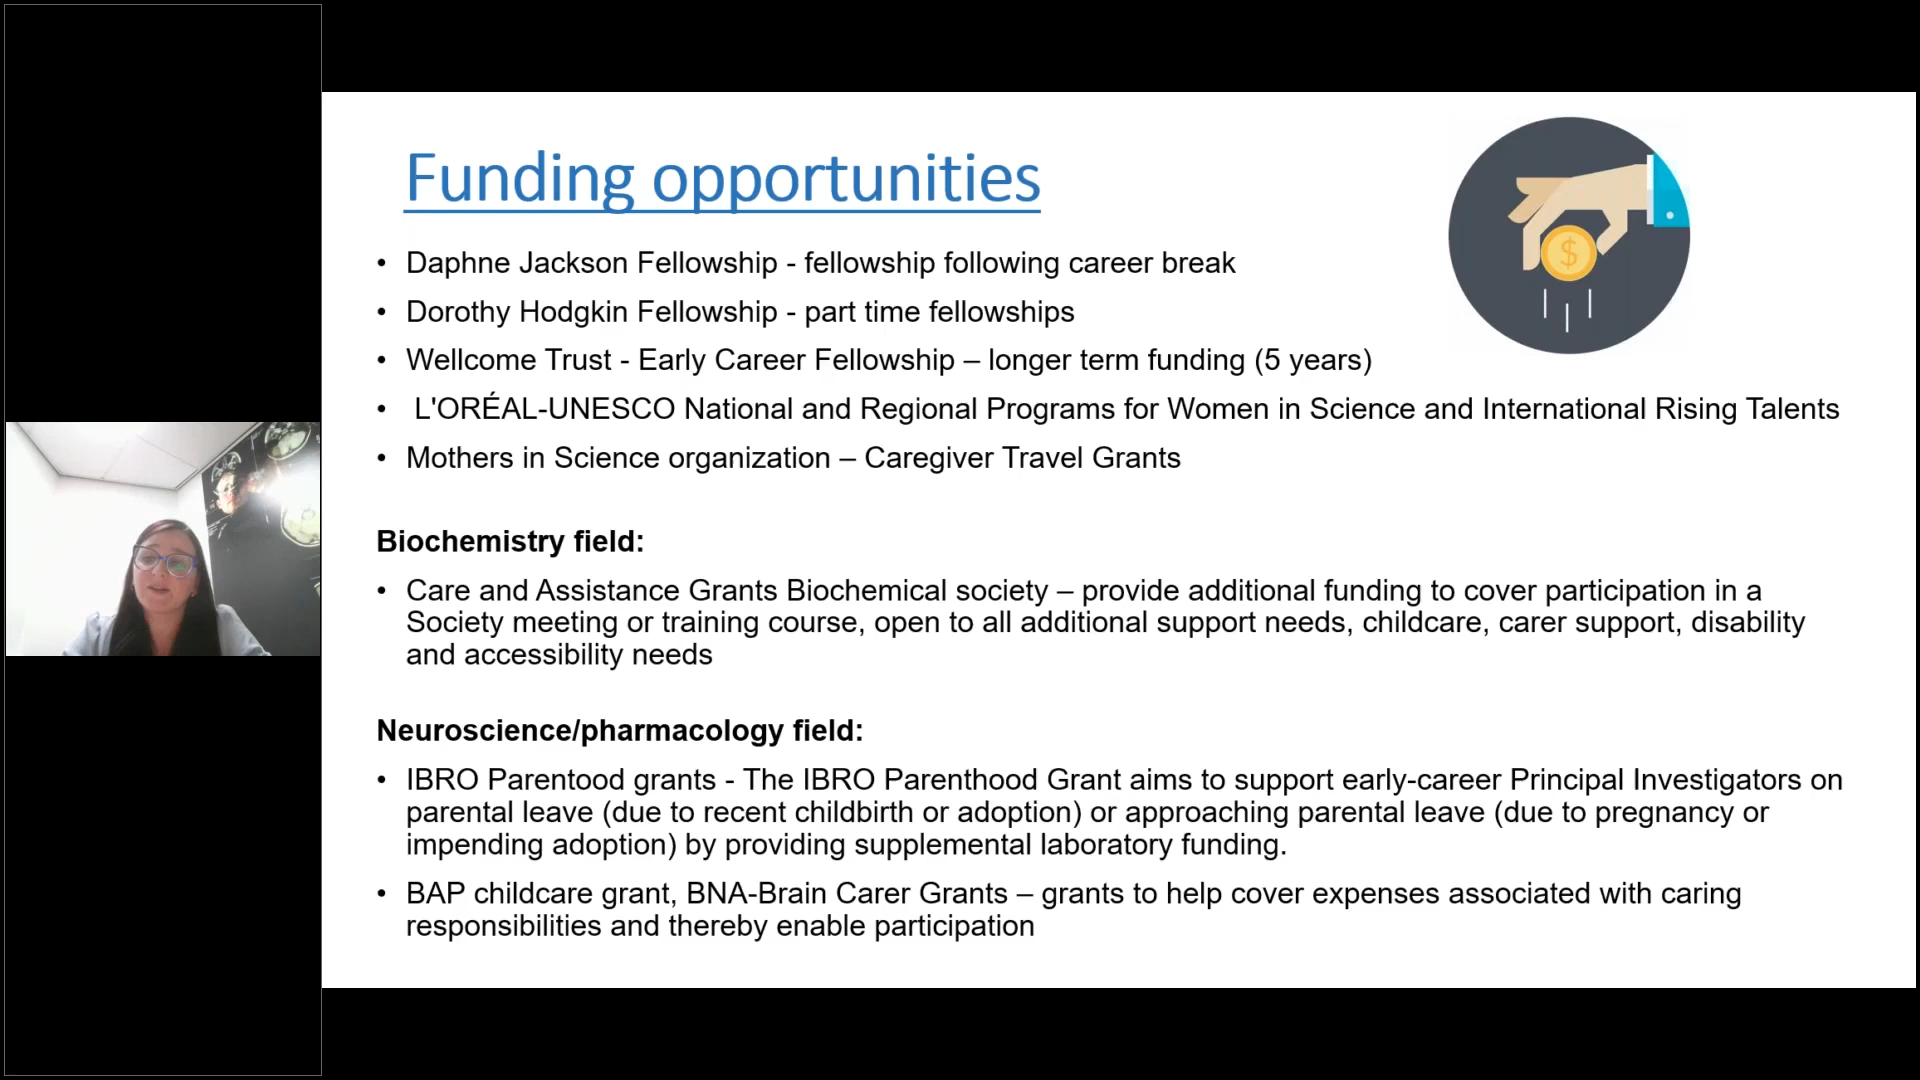 Funding opportunities
• Daphne Jackson Fellowship - fellowship following career break
• Dorothy Hodgkin Fellowship - part time fellowships
• Wellcome Trust - Early Career Fellowship – longer term funding (5 years)
• L'ORÉAL-UNESCO National and Regional Programs for Women in Science and International Rising Talents
• Mothers in Science organization – Caregiver Travel Grants
Biochemistry field:
• Care and Assistance Grants Biochemical society – provide additional funding to cover participation in a
Society meeting or training course, open to all additional support needs, childcare, carer support, disability
and accessibility needs
Neuroscience/pharmacology field:
• IBRO Parentood grants - The IBRO Parenthood Grant aims to support early-career Principal Investigators on
parental leave (due to recent childbirth or adoption) or approaching parental leave (due to pregnancy or
impending adoption) by providing supplemental laboratory funding.
• BAP childcare grant, BNA-Brain Carer Grants – grants to help cover expenses associated with caring
responsibilities and thereby enable participation
$